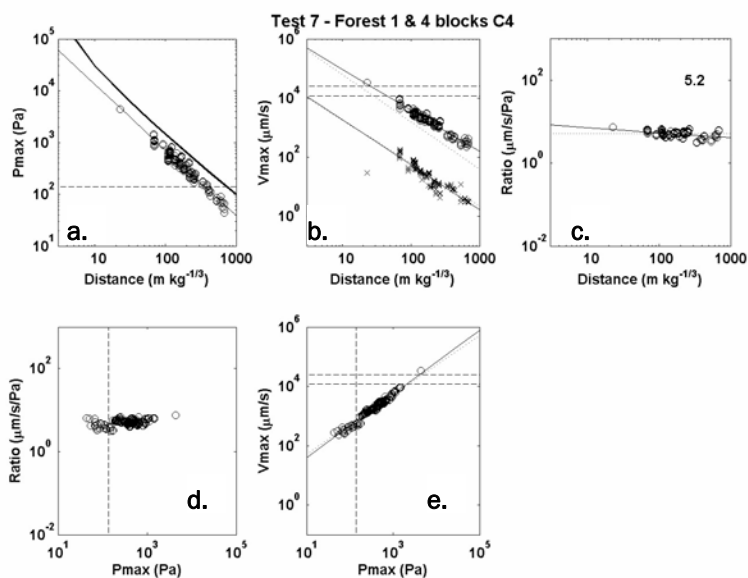 Test 7 - Forest 1 & 4 blocks C4
10^5
10^4
10^3
10^2
10^1
Pmax (Pa)
a.
10
100
1000
Distance (m kg^-1/3)
10^6
10^4
10^2
10^0
Vmax (μm/s)
b.
10
100
1000
Distance (m kg^-1/3)
10^2
10^0
10^-2
Ratio (μm/s/Pa)
5.2
c.
10
100
1000
Distance (m kg^-1/3)
10^2
10^0
10^-2
Ratio (μm/s/Pa)
d.
10^1
10^3
10^5
Pmax (Pa)
10^6
10^4
10^2
10^0
Vmax (μm/s)
e.
10^1
10^3
10^5
Pmax (Pa)